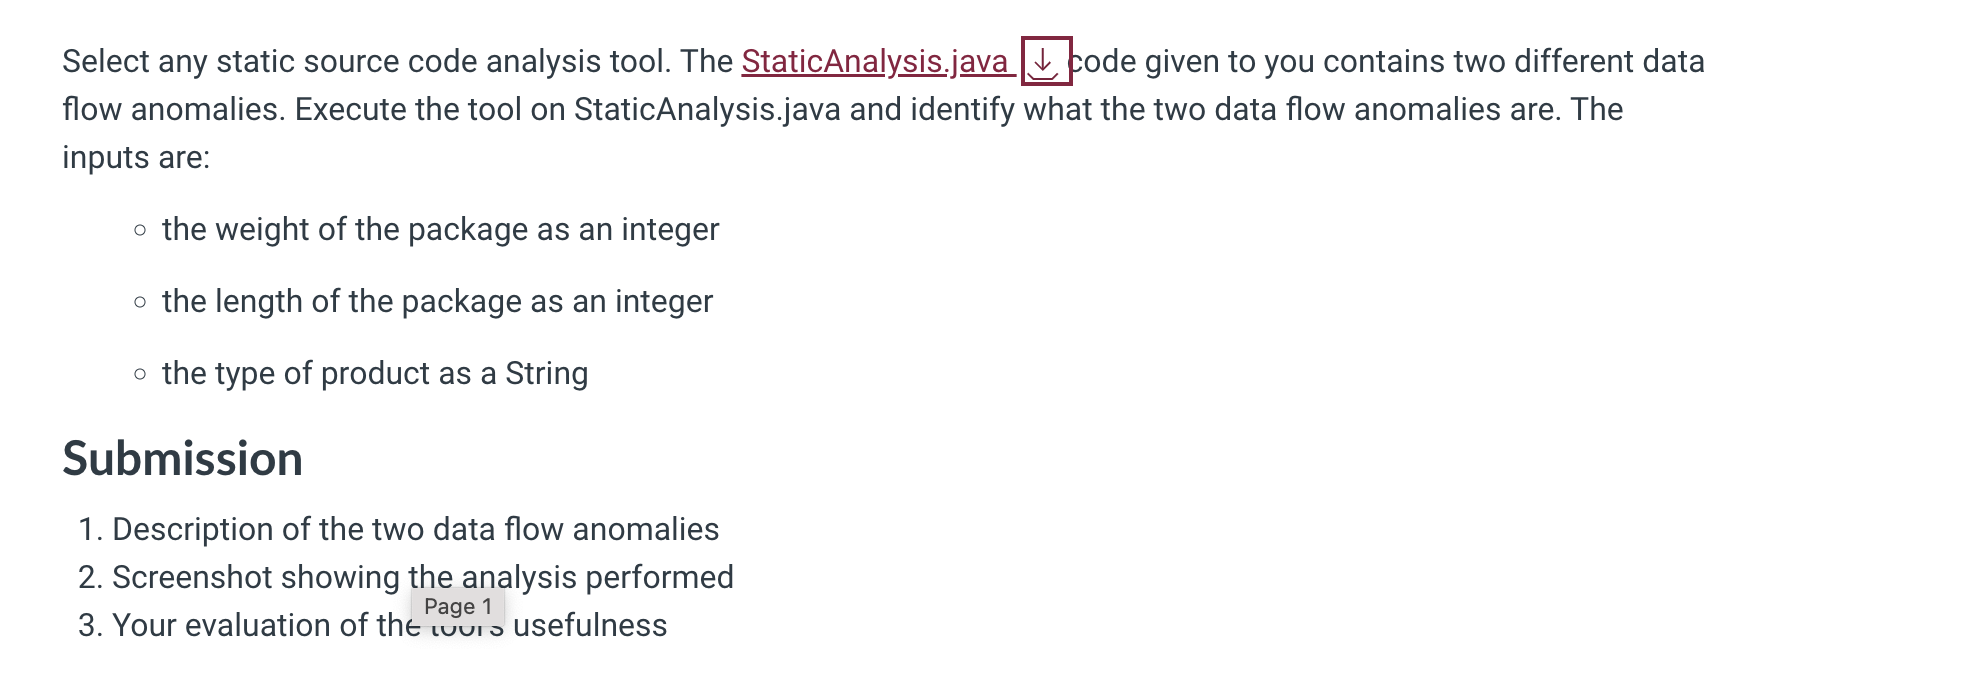 Select any static source code analysis tool. The StaticAnalysis.java code given to you contains two different data
flow anomalies. Execute the tool on StaticAnalysis.java and identify what the two data flow anomalies are. The
inputs are:
the weight of the package as an integer
the length of the package as an integer
the type of product as a String
Submission
1. Description of the two data flow anomalies
2. Screenshot showing the analysis performed
Page 1
3. Your evaluation of the tool's usefulness